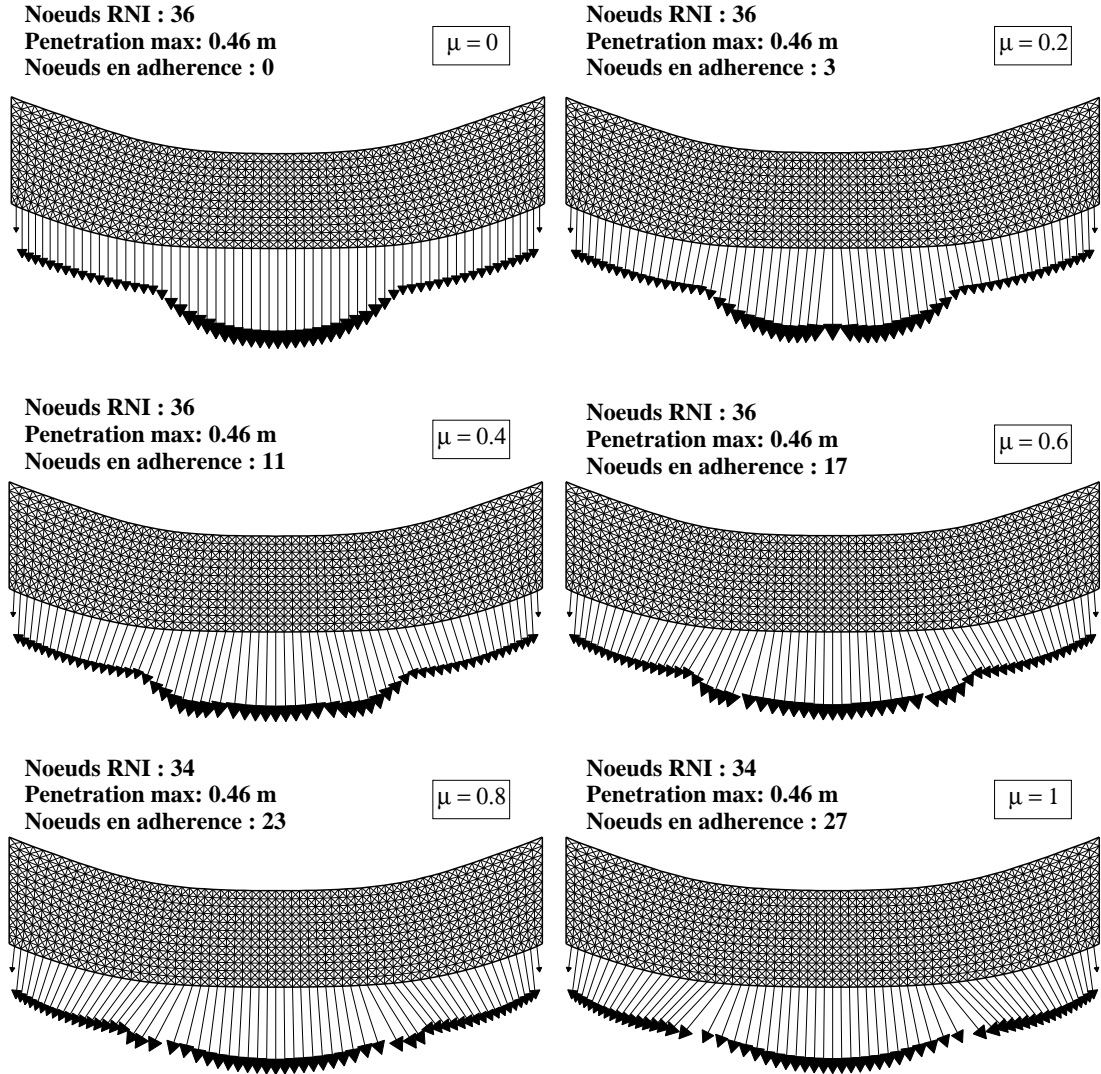 Noeuds RNI : 36
Penetration max: 0.46 m
Noeuds en adherence : 0
μ = 0
Noeuds RNI : 36
Penetration max: 0.46 m
Noeuds en adherence : 3
μ = 0.2
Noeuds RNI : 36
Penetration max: 0.46 m
Noeuds en adherence : 11
μ = 0.4
Noeuds RNI : 36
Penetration max: 0.46 m
Noeuds en adherence : 17
μ = 0.6
Noeuds RNI : 34
Penetration max: 0.46 m
Noeuds en adherence : 23
μ = 0.8
Noeuds RNI : 34
Penetration max: 0.46 m
Noeuds en adherence : 27
μ = 1